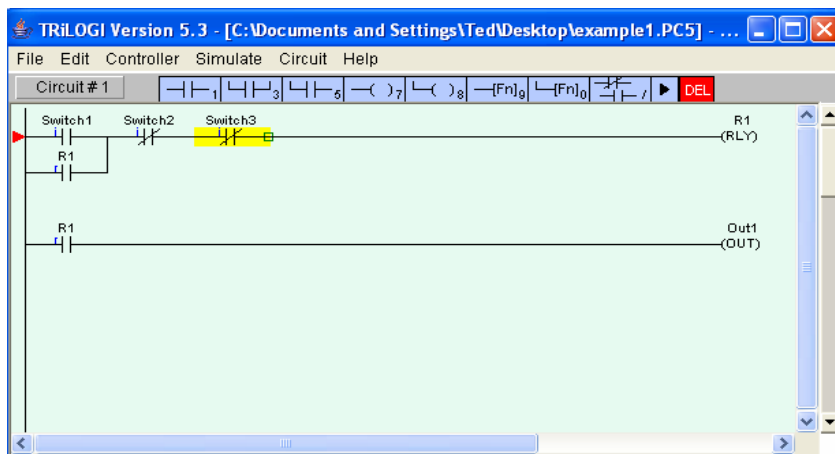 TRiLOGI Version 5.3 - [C:\Documents and Settings\Ted\Desktop\example1.PC5] - ...
File Edit Controller Simulate Circuit Help
Circuit # 1 1 3 5 ( )7 ( )8 [Fn]9 [Fn]0 / DEL
Switch1 Switch2 Switch3 R1
i i i (RLY)
R1
r
R1 Out1
r (OUT)